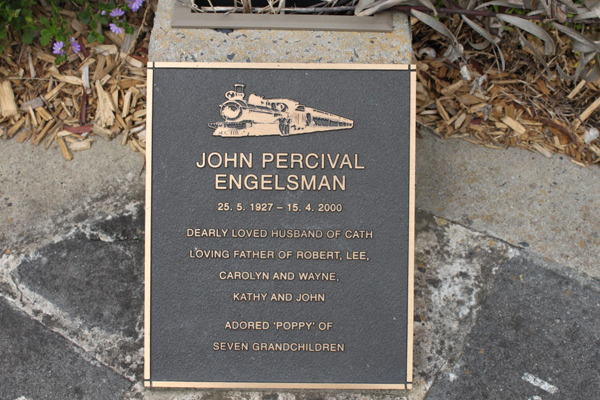 JOHN PERCIVAL
ENGELSMAN
25. 5. 1927 – 15. 4. 2000
DEARLY LOVED HUSBAND OF CATH
LOVING FATHER OF ROBERT, LEE,
CAROLYN AND WAYNE,
KATHY AND JOHN
ADORED 'POPPY' OF
SEVEN GRANDCHILDREN